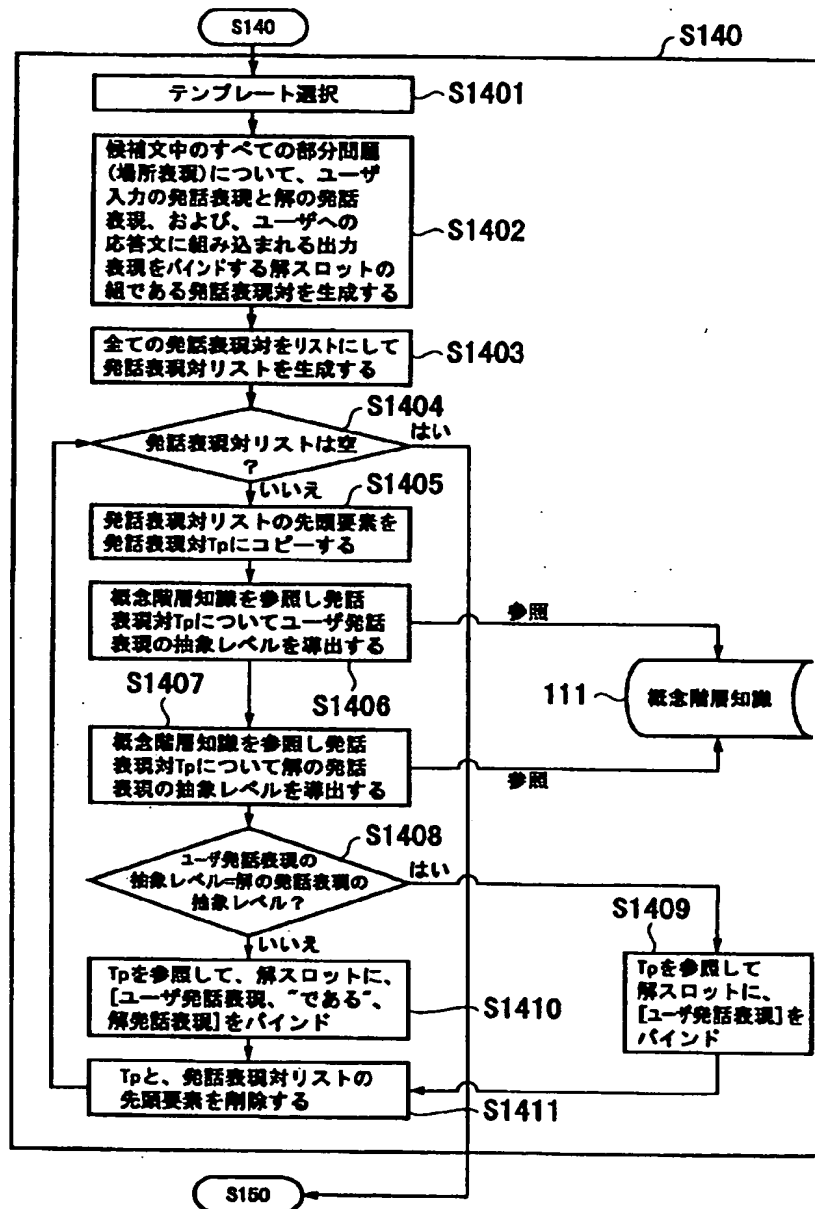 S140
S140
テンプレート選択
S1401
候補文中のすべての部分問題
(場所表現)について、ユーザ
入力の発話表現と解の発話
表現、および、ユーザへの
応答文に組み込まれる出力
表現をバインドする解スロットの
組である発話表現対を生成する
S1402
全ての発話表現対をリストにして
発話表現対リストを生成する
S1403
S1404
発話表現対リストは空
?
はい
いいえ
S1405
発話表現対リストの先頭要素を
発話表現対Tpにコピーする
概念階層知識を参照し発話
表現対Tpについてユーザ発話
表現の抽象レベルを導出する
参照
S1406
S1407
111
概念階層知識
概念階層知識を参照し発話
表現対Tpについて解の発話
表現の抽象レベルを導出する
参照
S1408
ユーザ発話表現の
抽象レベル=解の発話表現の
抽象レベル?
はい
いいえ
S1409
Tpを参照して
解スロットに、
[ユーザ発話表現]を
バインド
Tpを参照して、解スロットに、
[ユーザ発話表現、"である"、
解発話表現]をバインド
S1410
Tpと、発話表現対リストの
先頭要素を削除する
S1411
S150